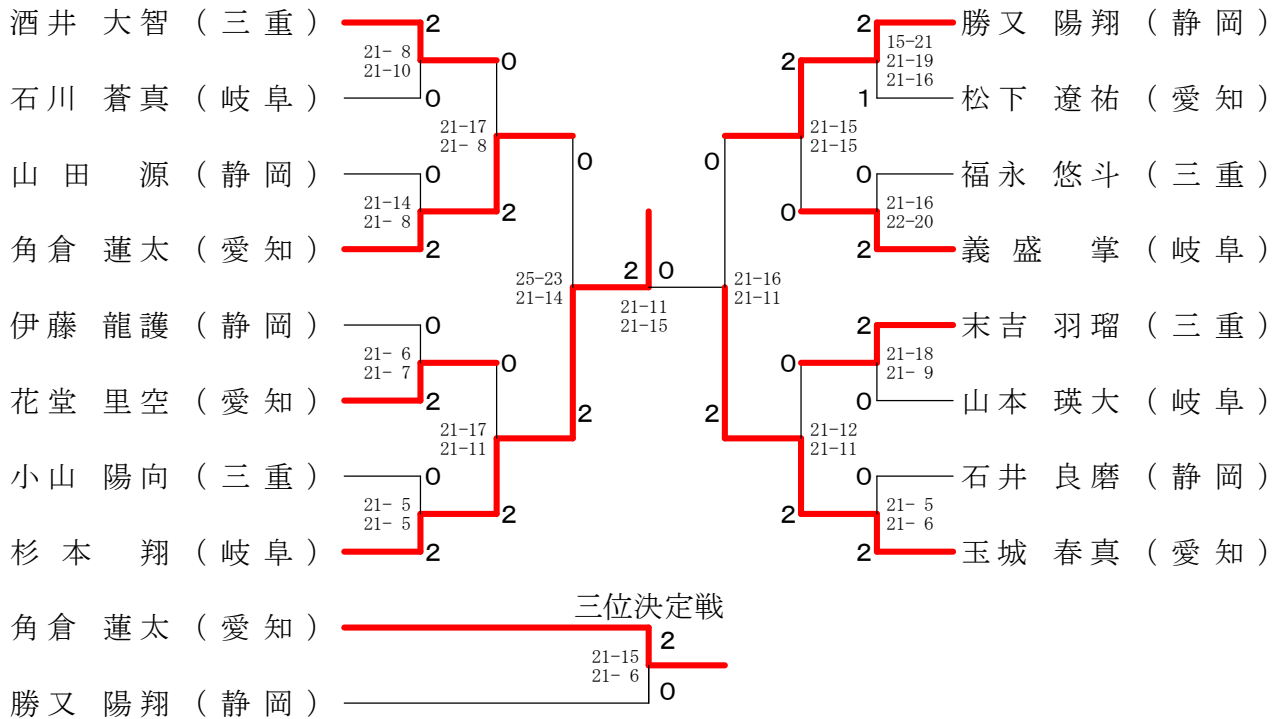 酒井 大智 （ 三 重 ） 2 2 勝又 陽翔 （ 静 岡 ）
21- 8 15-21
21-10 0 2 21-19
21-16
石川 蒼真 （ 岐 阜 ） 0 1 松下 遼祐 （ 愛 知 ）
21-17 21-15
21- 8 0 0 21-15
山 田 源 （ 静 岡 ） 0 0 福永 悠斗 （ 三 重 ）
21-14 21-16
21- 8 2 0 22-20
角倉 蓮太 （ 愛 知 ） 2 2 義 盛 掌 （ 岐 阜 ）
25-23 2 0 21-16
21-14 21-11 21-11
21-15
伊藤 龍護 （ 静 岡 ） 0 2 末吉 羽瑠 （ 三 重 ）
21- 6 0 0 21-18
21- 7 21- 9
花堂 里空 （ 愛 知 ） 2 2 2 0 山本 瑛大 （ 岐 阜 ）
21-17 21-12
21-11 21-11
小山 陽向 （ 三 重 ） 0 0 石井 良磨 （ 静 岡 ）
21- 5 2 2 21- 5
21- 5 21- 6
杉 本 翔 （ 岐 阜 ） 2 2 玉城 春真 （ 愛 知 ）
三位決定戦
角倉 蓮太 （ 愛 知 ） 2
21-15
21- 6
勝又 陽翔 （ 静 岡 ） 0